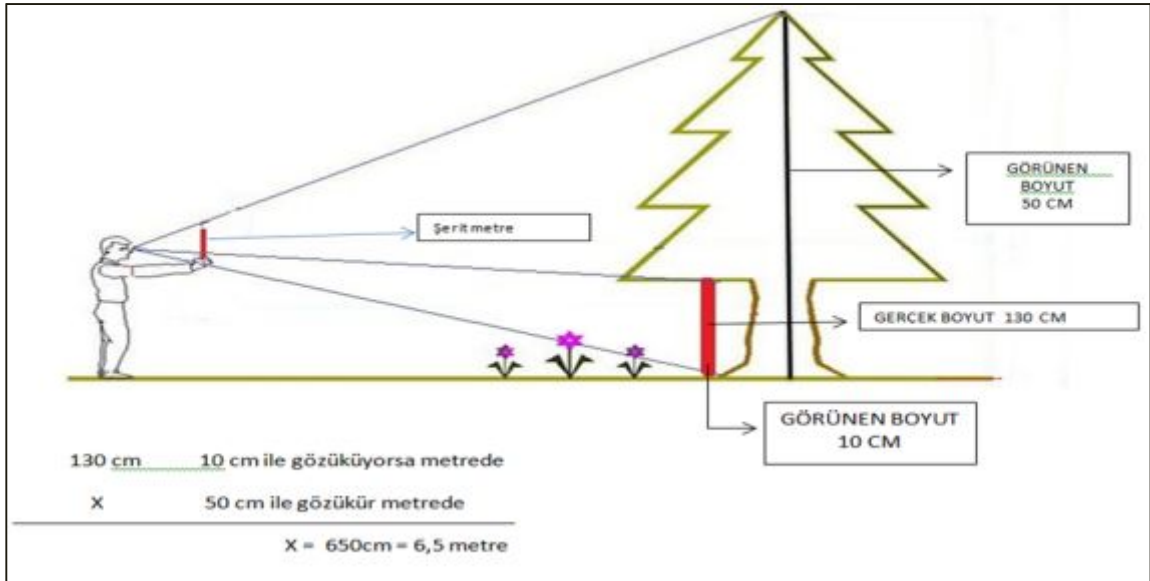 GÖRÜNEN
BOYUT
50 CM
Şerit metre
GERÇEK BOYUT 130 CM
GÖRÜNEN BOYUT
10 CM
130 cm 10 cm ile gözüküyorsa metrede
X 50 cm ile gözükür metrede
X = 650cm = 6,5 metre